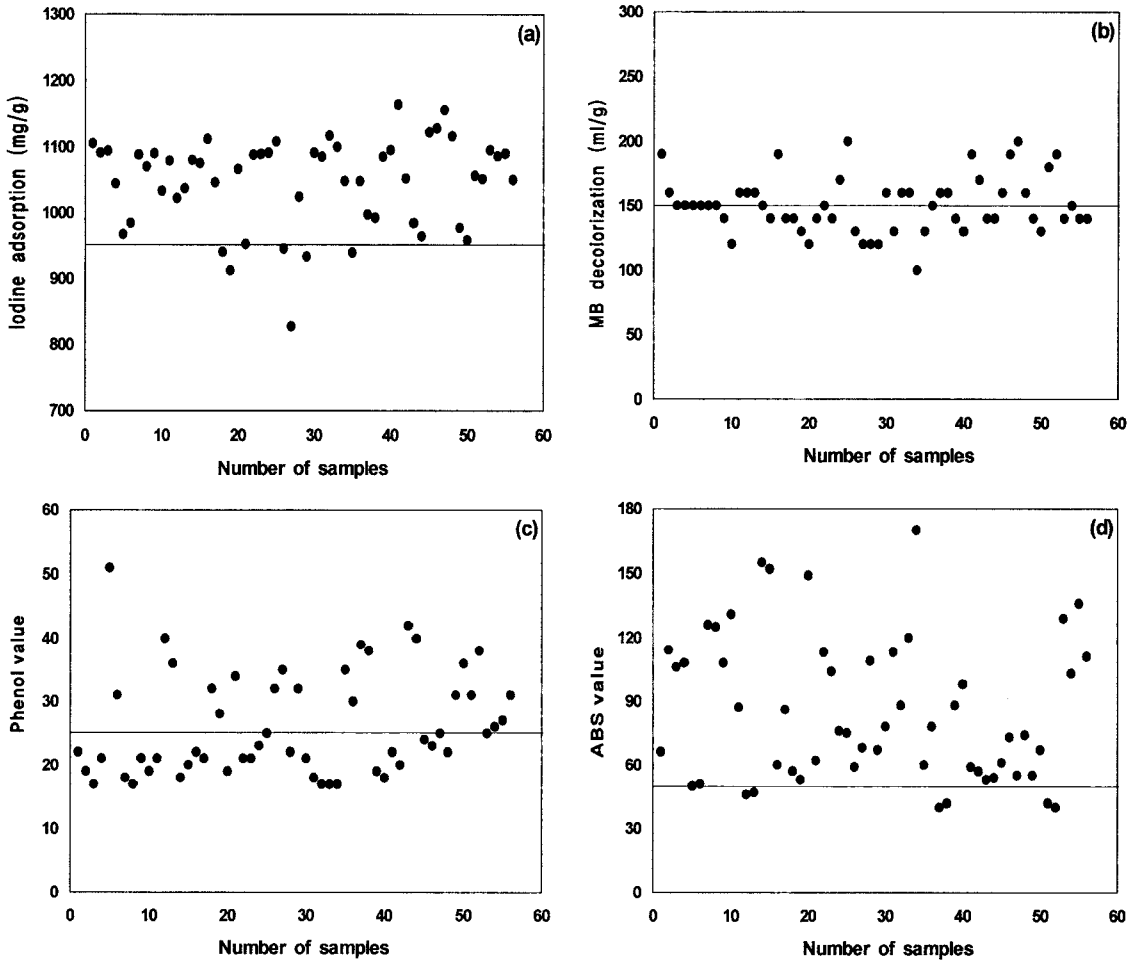 (a)
Iodine adsorption (mg/g)
1300
1200
1100
1000
900
800
700
0 10 20 30 40 50 60
Number of samples
(b)
MB decolorization (ml/g)
300
250
200
150
100
50
0
0 10 20 30 40 50 60
Number of samples
(c)
Phenol value
60
50
40
30
20
10
0
0 10 20 30 40 50 60
Number of samples
(d)
ABS value
180
150
120
90
60
30
0
0 10 20 30 40 50 60
Number of samples